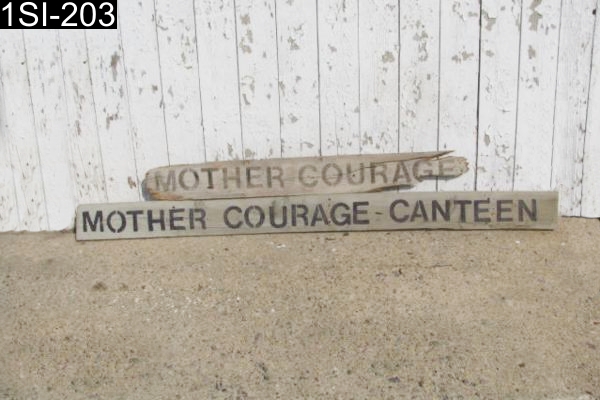 1SI-203
MOTHER COURAGE
MOTHER COURAGE-CANTEEN